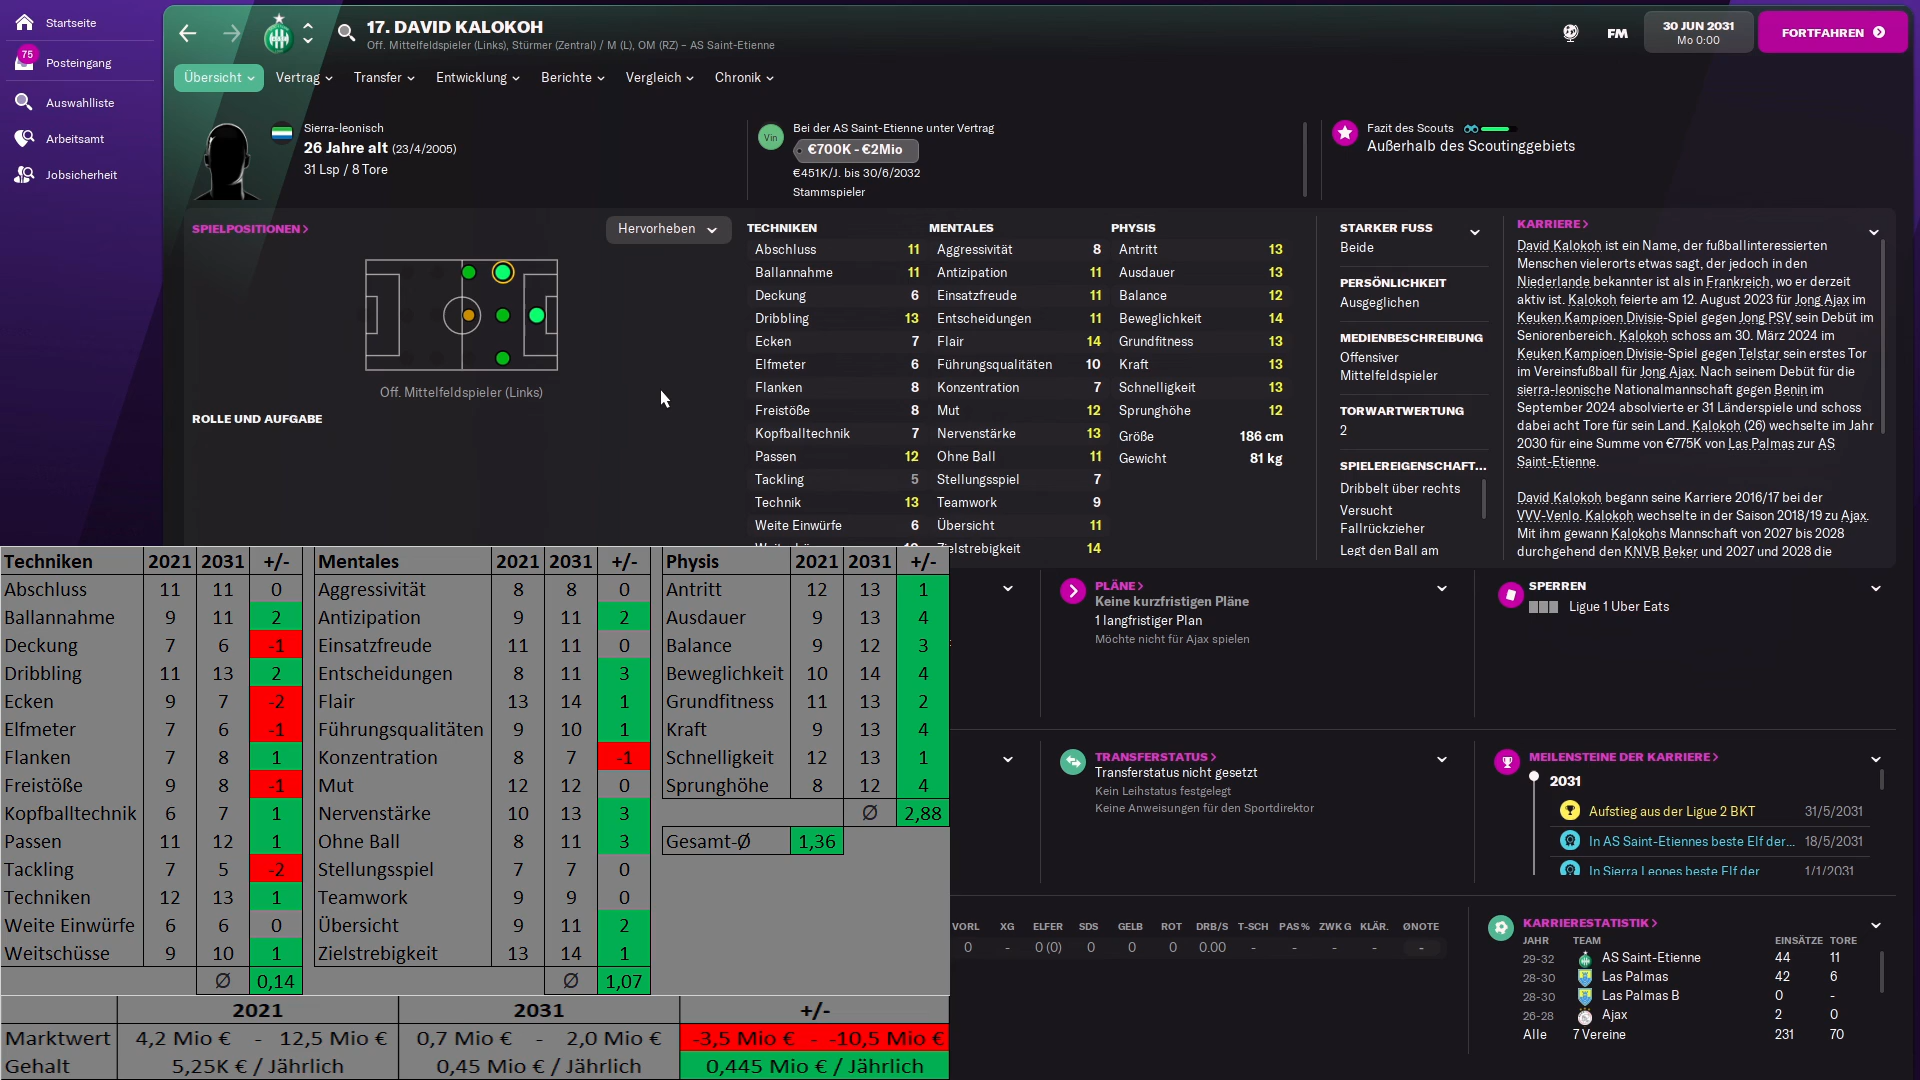 Startseite
75
Posteingang
Auswahlliste
Arbeitsamt
Jobsicherheit
17. DAVID KALOKOH
Off. Mittelfeldspieler (Links), Stürmer (Zentral) / M (L), OM (RZ) – AS Saint-Etienne
FM
30 JUN 2031
Mo 0:00
FORTFAHREN
Übersicht
Vertrag
Transfer
Entwicklung
Berichte
Vergleich
Chronik
Sierra-leonisch
26 Jahre alt (23/4/2005)
31 Lsp / 8 Tore
Vin
Bei der AS Saint-Etienne unter Vertrag
€700K - €2Mio
€451K/J. bis 30/6/2032
Stammspieler
Fazit des Scouts
Außerhalb des Scoutinggebiets
SPIELPOSITIONEN
Hervorheben
Off. Mittelfeldspieler (Links)
ROLLE UND AUFGABE
TECHNIKEN
Abschluss 11
Ballannahme 11
Deckung 6
Dribbling 13
Ecken 7
Elfmeter 6
Flanken 8
Freistöße 8
Kopfballtechnik 7
Passen 12
Tackling 5
Technik 13
Weite Einwürfe 6
MENTALES
Aggressivität 8
Antizipation 11
Einsatzfreude 11
Entscheidungen 11
Flair 14
Führungsqualitäten 10
Konzentration 7
Mut 12
Nervenstärke 13
Ohne Ball 11
Stellungsspiel 7
Teamwork 9
Übersicht 11
Zielstrebigkeit 14
PHYSIS
Antritt 13
Ausdauer 13
Balance 12
Beweglichkeit 14
Grundfitness 13
Kraft 13
Schnelligkeit 13
Sprunghöhe 12
Größe 186 cm
Gewicht 81 kg
STARKER FUSS
Beide
PERSÖNLICHKEIT
Ausgeglichen
MEDIENBESCHREIBUNG
Offensiver
Mittelfeldspieler
TORWARTWERTUNG
2
SPIELEREIGENSCHAFT...
Dribbelt über rechts
Versucht
Fallrückzieher
Legt den Ball am
KARRIERE
David Kalokoh ist ein Name, der fußballinteressierten
Menschen vielerorts etwas sagt, der jedoch in den
Niederlande bekannter ist als in Frankreich, wo er derzeit
aktiv ist. Kalokoh feierte am 12. August 2023 für Jong Ajax im
Keuken Kampioen Divisie-Spiel gegen Jong PSV sein Debüt im
Seniorenbereich. Kalokoh schoss am 30. März 2024 im
Keuken Kampioen Divisie-Spiel gegen Telstar sein erstes Tor
im Vereinsfußball für Jong Ajax. Nach seinem Debüt für die
sierra-leonische Nationalmannschaft gegen Benin im
September 2024 absolvierte er 31 Länderspiele und schoss
dabei acht Tore für sein Land. Kalokoh (26) wechselte im Jahr
2030 für eine Summe von €775K von Las Palmas zur AS
Saint-Etienne.
David Kalokoh begann seine Karriere 2016/17 bei der
VVV-Venlo. Kalokoh wechselte in der Saison 2018/19 zu Ajax.
Mit ihm gewann Kalokohs Mannschaft von 2027 bis 2028
durchgehend den KNVB Beker und 2027 und 2028 die
Techniken 2021 2031 +/-
Abschluss 11 11 0
Ballannahme 9 11 2
Deckung 7 6 -1
Dribbling 11 13 2
Ecken 9 7 -2
Elfmeter 7 6 -1
Flanken 7 8 1
Freistöße 9 8 -1
Kopfballtechnik 6 7 1
Passen 11 12 1
Tackling 7 5 -2
Techniken 12 13 1
Weite Einwürfe 6 6 0
Weitschüsse 9 10 1
Ø 0,14
Mentales 2021 2031 +/-
Aggressivität 8 8 0
Antizipation 9 11 2
Einsatzfreude 11 11 0
Entscheidungen 8 11 3
Flair 13 14 1
Führungsqualitäten 9 10 1
Konzentration 8 7 -1
Mut 12 12 0
Nervenstärke 10 13 3
Ohne Ball 8 11 3
Stellungsspiel 7 7 0
Teamwork 9 9 0
Übersicht 9 11 2
Zielstrebigkeit 13 14 1
Ø 1,07
Physis 2021 2031 +/-
Antritt 12 13 1
Ausdauer 9 13 4
Balance 9 12 3
Beweglichkeit 10 14 4
Grundfitness 11 13 2
Kraft 9 13 4
Schnelligkeit 12 13 1
Sprunghöhe 8 12 4
Ø 2,88
Gesamt-Ø 1,36
2021 2031 +/-
Marktwert 4,2 Mio € - 12,5 Mio € 0,7 Mio € - 2,0 Mio € -3,5 Mio € - -10,5 Mio €
Gehalt 5,25K € / Jährlich 0,45 Mio € / Jährlich 0,445 Mio € / Jährlich
PLÄNE
Keine kurzfristigen Pläne
1 langfristiger Plan
Möchte nicht für Ajax spielen
SPERREN
Ligue 1 Uber Eats
TRANSFERSTATUS
Transferstatus nicht gesetzt
Kein Leihstatus festgelegt
Keine Anweisungen für den Sportdirektor
MEILENSTEINE DER KARRIERE
2031
Aufstieg aus der Ligue 2 BKT 31/5/2031
In AS Saint-Etiennes beste Elf der... 18/5/2031
In Sierra Leones beste Elf der 1/1/2031
VORL XG ELFER SDS GELB ROT DRB/S T-SCH PAS% ZWK G KLÄR. ØNOTE
0 - 0 (0) 0 0 0 0.00 - - - - -
KARRIERESTATISTIK
JAHR TEAM EINSÄTZE TORE
29-32 AS Saint-Etienne 44 11
28-30 Las Palmas 42 6
28-30 Las Palmas B 0 -
26-28 Ajax 2 0
Alle 7 Vereine 231 70